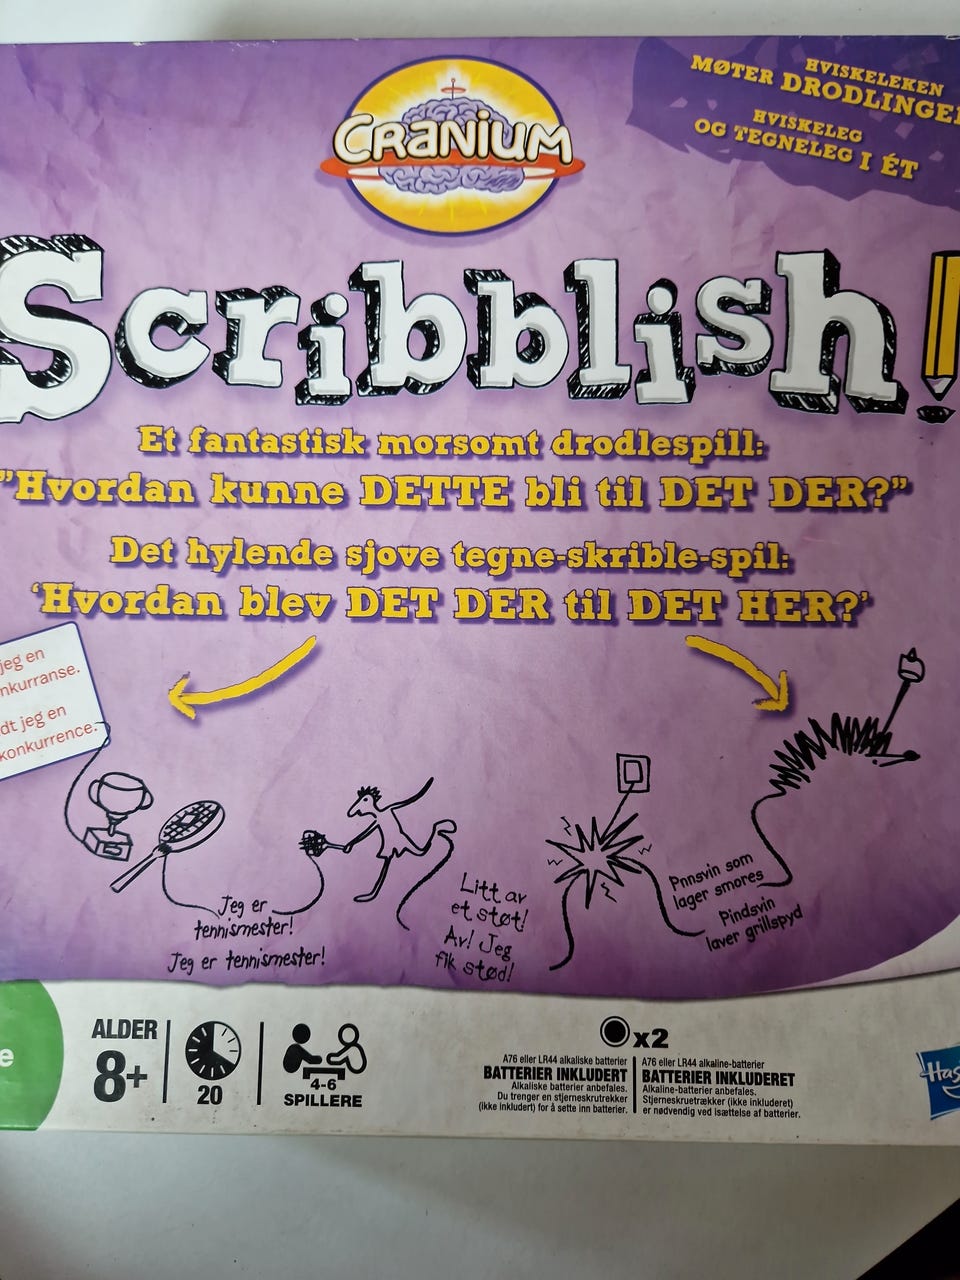 CRANIUM
HVISKELEKEN
MØTER DRODLINGE
HVISKELEG
OG TEGNELEG I ÉT
Scribblish!
Et fantastisk morsomt drodlespill:
"Hvordan kunne DETTE bli til DET DER?"
Det hylende sjove tegne-skrible-spil:
'Hvordan blev DET DER til DET HER?'
jeg en
nkurranse.
dt jeg en
konkurrence.
Jeg er
tennismester!
Jeg er tennismester!
Litt av
et støt!
Av! Jeg
fik stød!
Pnnsvin som
lager smores
Pindsvin
laver grillspyd
e
ALDER
8+
20
4-6
SPILLERE
x2
A76 eller LR44 alkaliske batterier
BATTERIER INKLUDERT
Alkaliske batterier anbefales.
Du trenger en stjerneskrutrekker
(ikke inkludert) for å sette inn batterier.
A76 eller LR44 alkaline-batterier
BATTERIER INKLUDERET
Alkaline-batterier anbefales.
Stjerneskruetrækker (ikke inkluderet)
er nødvendig ved isættelse af batterier.
Has